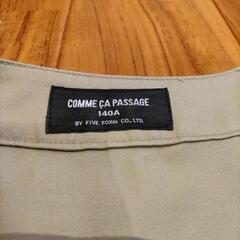 COMME ÇA PASSAGE
140A
BY FIVE FOXes CO., LTD.